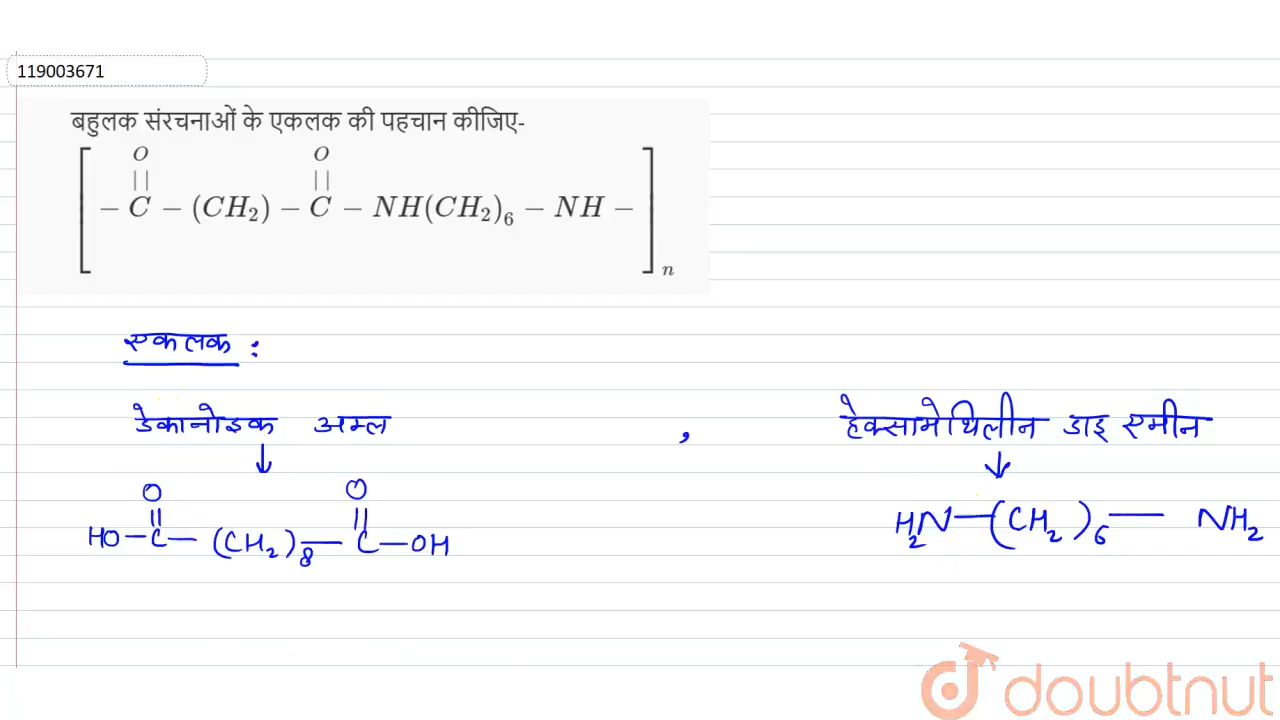 119003671
बहुलक संरचनाओं के एकलक की पहचान कीजिए-
O O
|| ||
[ - C - (CH₂) - C - NH(CH₂)₆ - NH - ]ₙ
एकलक :
डेकानोइक अम्ल , हेक्सामेथिलीन डाइ एमीन
↓ ↓
O O
|| ||
HO-C-(CH₂)₈-C-OH H₂N-(CH₂)₆-NH₂
doubtnut